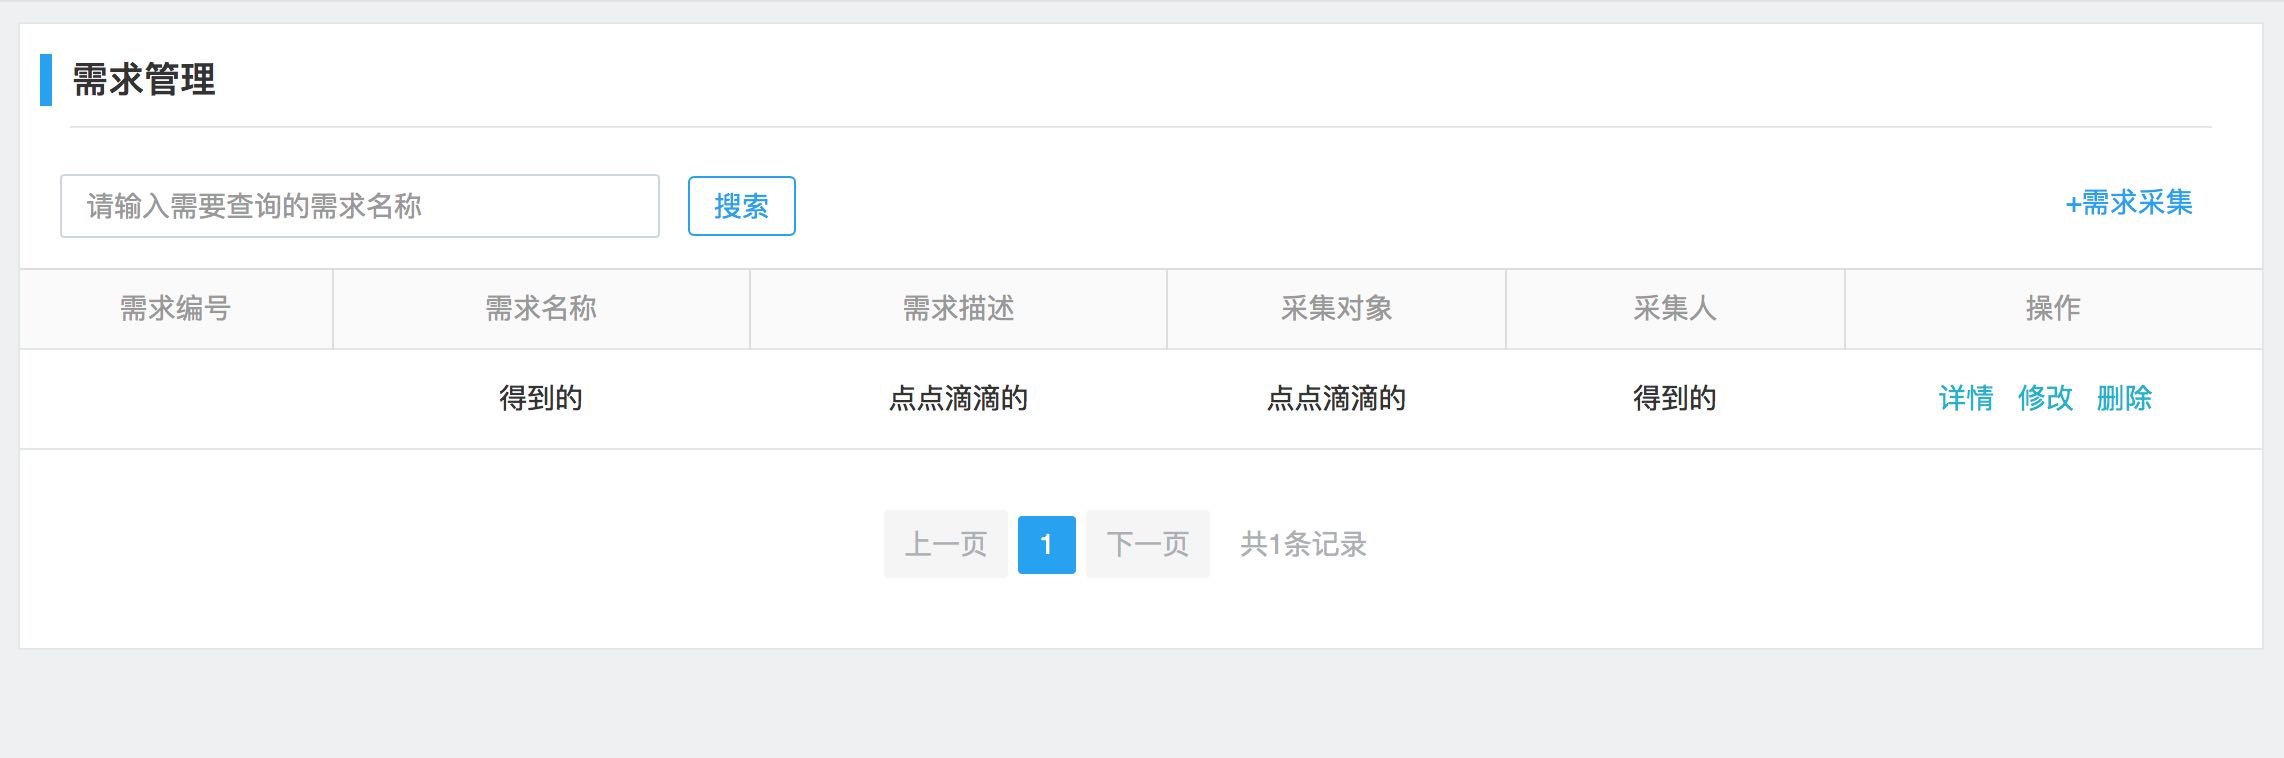 需求管理
请输入需要查询的需求名称 搜索 +需求采集
需求编号 需求名称 需求描述 采集对象 采集人 操作
得到的 点点滴滴的 点点滴滴的 得到的 详情 修改 删除
上一页 1 下一页 共1条记录